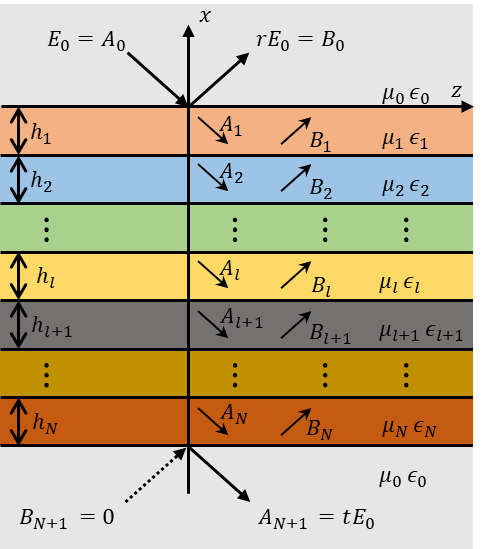 x
E₀ = A₀
rE₀ = B₀
μ₀ ϵ₀
z
h₁
A₁
B₁
μ₁ ϵ₁
h₂
A₂
B₂
μ₂ ϵ₂
⋮ ⋮ ⋮ ⋮
hₗ
Aₗ
Bₗ
μₗ ϵₗ
hₗ₊₁
Aₗ₊₁
Bₗ₊₁
μₗ₊₁ ϵₗ₊₁
⋮ ⋮ ⋮ ⋮
h_N
A_N
B_N
μ_N ϵ_N
μ₀ ϵ₀
B_{N+1} = 0
A_{N+1} = tE₀